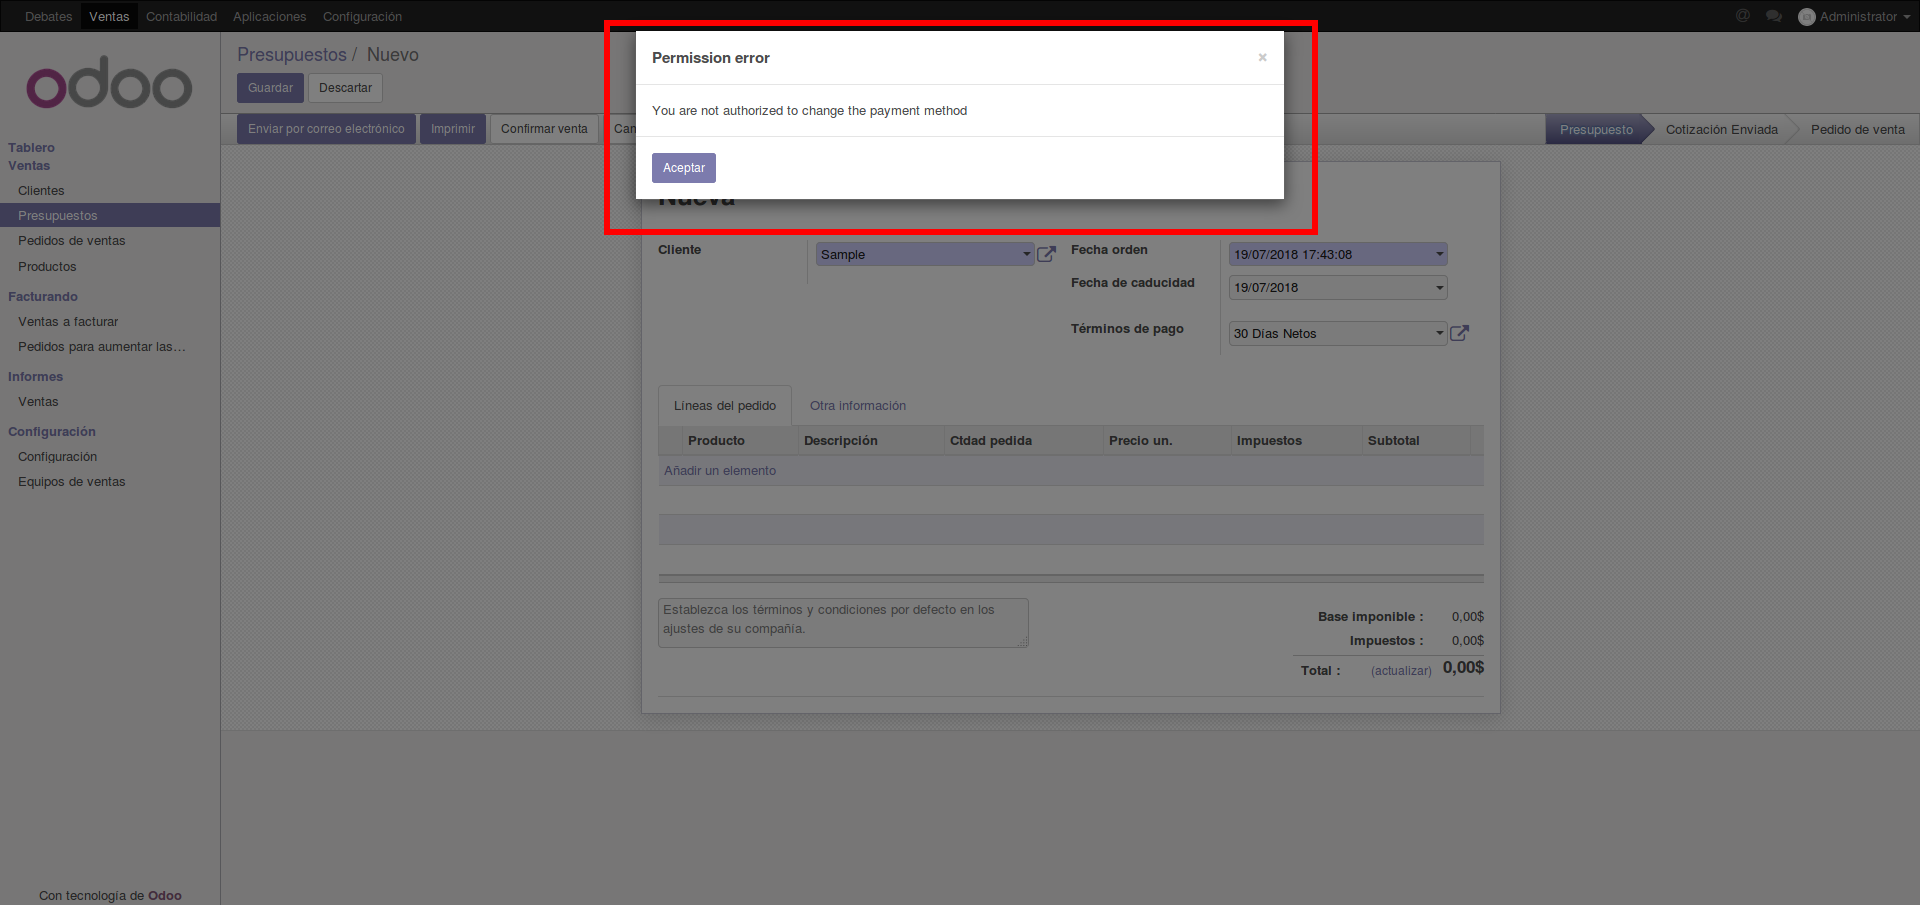 Debates Ventas Contabilidad Aplicaciones Configuración @ Administrator
odoo
Presupuestos / Nuevo
Guardar Descartar
Permission error ×
You are not authorized to change the payment method
Aceptar
Enviar por correo electrónico Imprimir Confirmar venta Can
Presupuesto Cotización Enviada Pedido de venta
Tablero
Ventas
Clientes
Presupuestos
Pedidos de ventas
Productos
Facturando
Ventas a facturar
Pedidos para aumentar las...
Informes
Ventas
Configuración
Configuración
Equipos de ventas
Con tecnología de Odoo
Nueva
Cliente Sample
Fecha orden 19/07/2018 17:43:08
Fecha de caducidad 19/07/2018
Términos de pago 30 Días Netos
Líneas del pedido Otra información
Producto Descripción Ctdad pedida Precio un. Impuestos Subtotal
Añadir un elemento
Establezca los términos y condiciones por defecto en los
ajustes de su compañía.
Base imponible : 0,00$
Impuestos : 0,00$
Total : (actualizar) 0,00$